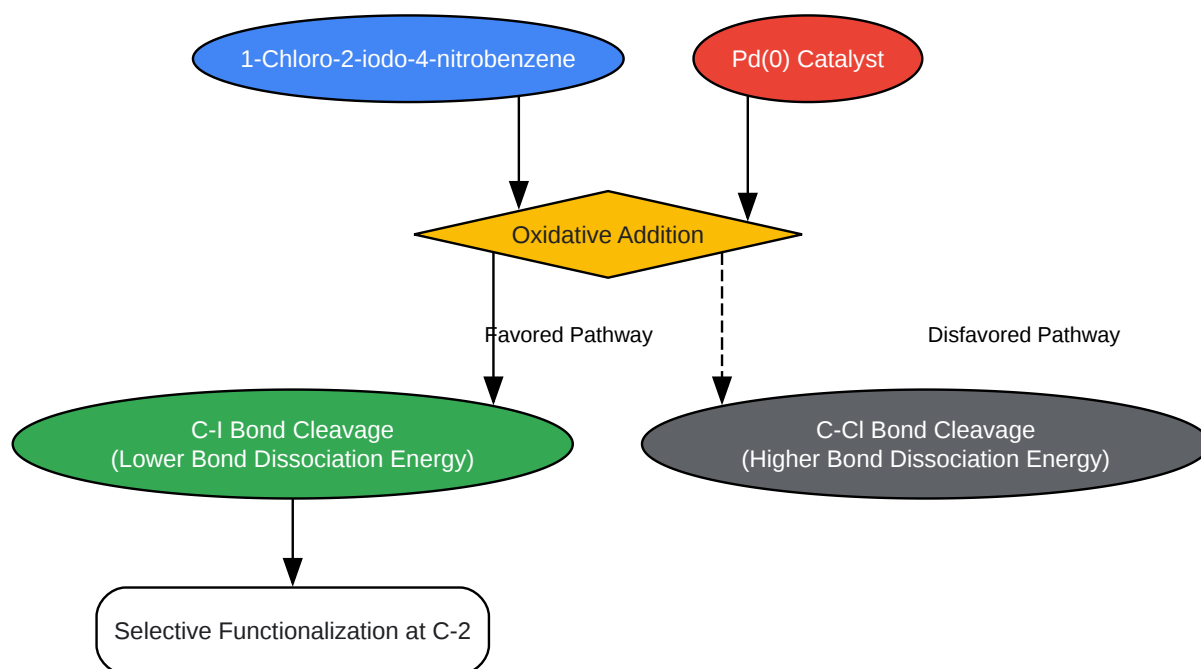 1-Chloro-2-iodo-4-nitrobenzene
Pd(0) Catalyst
Oxidative Addition
Favored Pathway
Disfavored Pathway
C-I Bond Cleavage
(Lower Bond Dissociation Energy)
C-Cl Bond Cleavage
(Higher Bond Dissociation Energy)
Selective Functionalization at C-2